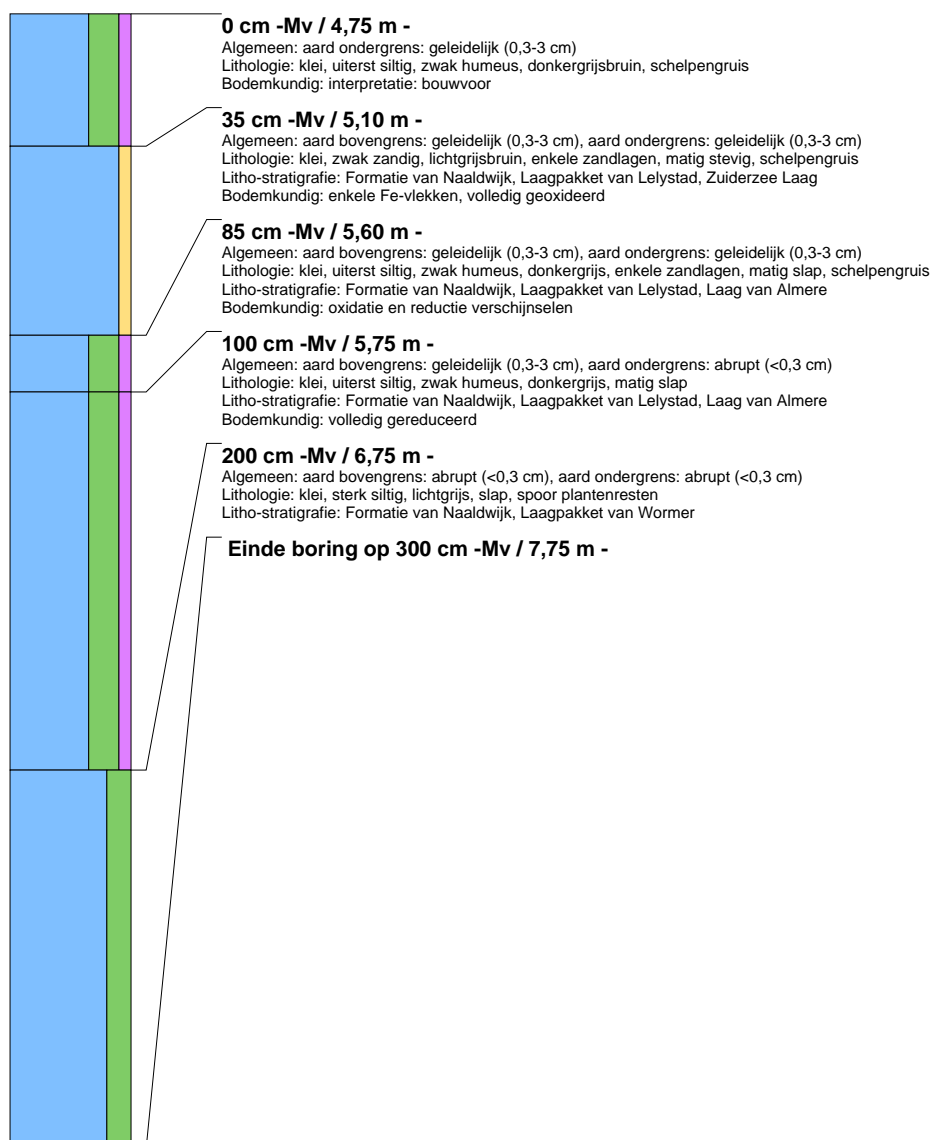 0 cm -Mv / 4,75 m -
Algemeen: aard ondergrens: geleidelijk (0,3-3 cm)
Lithologie: klei, uiterst siltig, zwak humeus, donkergrijsbruin, schelpengruis
Bodemkundig: interpretatie: bouwvoor
35 cm -Mv / 5,10 m -
Algemeen: aard bovengrens: geleidelijk (0,3-3 cm), aard ondergrens: geleidelijk (0,3-3 cm)
Lithologie: klei, zwak zandig, lichtgrijsbruin, enkele zandlagen, matig stevig, schelpengruis
Litho-stratigrafie: Formatie van Naaldwijk, Laagpakket van Lelystad, Zuiderzee Laag
Bodemkundig: enkele Fe-vlekken, volledig geoxideerd
85 cm -Mv / 5,60 m -
Algemeen: aard bovengrens: geleidelijk (0,3-3 cm), aard ondergrens: geleidelijk (0,3-3 cm)
Lithologie: klei, uiterst siltig, zwak humeus, donkergrijs, enkele zandlagen, matig slap, schelpengruis
Litho-stratigrafie: Formatie van Naaldwijk, Laagpakket van Lelystad, Laag van Almere
Bodemkundig: oxidatie en reductie verschijnselen
100 cm -Mv / 5,75 m -
Algemeen: aard bovengrens: geleidelijk (0,3-3 cm), aard ondergrens: abrupt (<0,3 cm)
Lithologie: klei, uiterst siltig, zwak humeus, donkergrijs, matig slap
Litho-stratigrafie: Formatie van Naaldwijk, Laagpakket van Lelystad, Laag van Almere
Bodemkundig: volledig gereduceerd
200 cm -Mv / 6,75 m -
Algemeen: aard bovengrens: abrupt (<0,3 cm), aard ondergrens: abrupt (<0,3 cm)
Lithologie: klei, sterk siltig, lichtgrijs, slap, spoor plantenresten
Litho-stratigrafie: Formatie van Naaldwijk, Laagpakket van Wormer
Einde boring op 300 cm -Mv / 7,75 m -